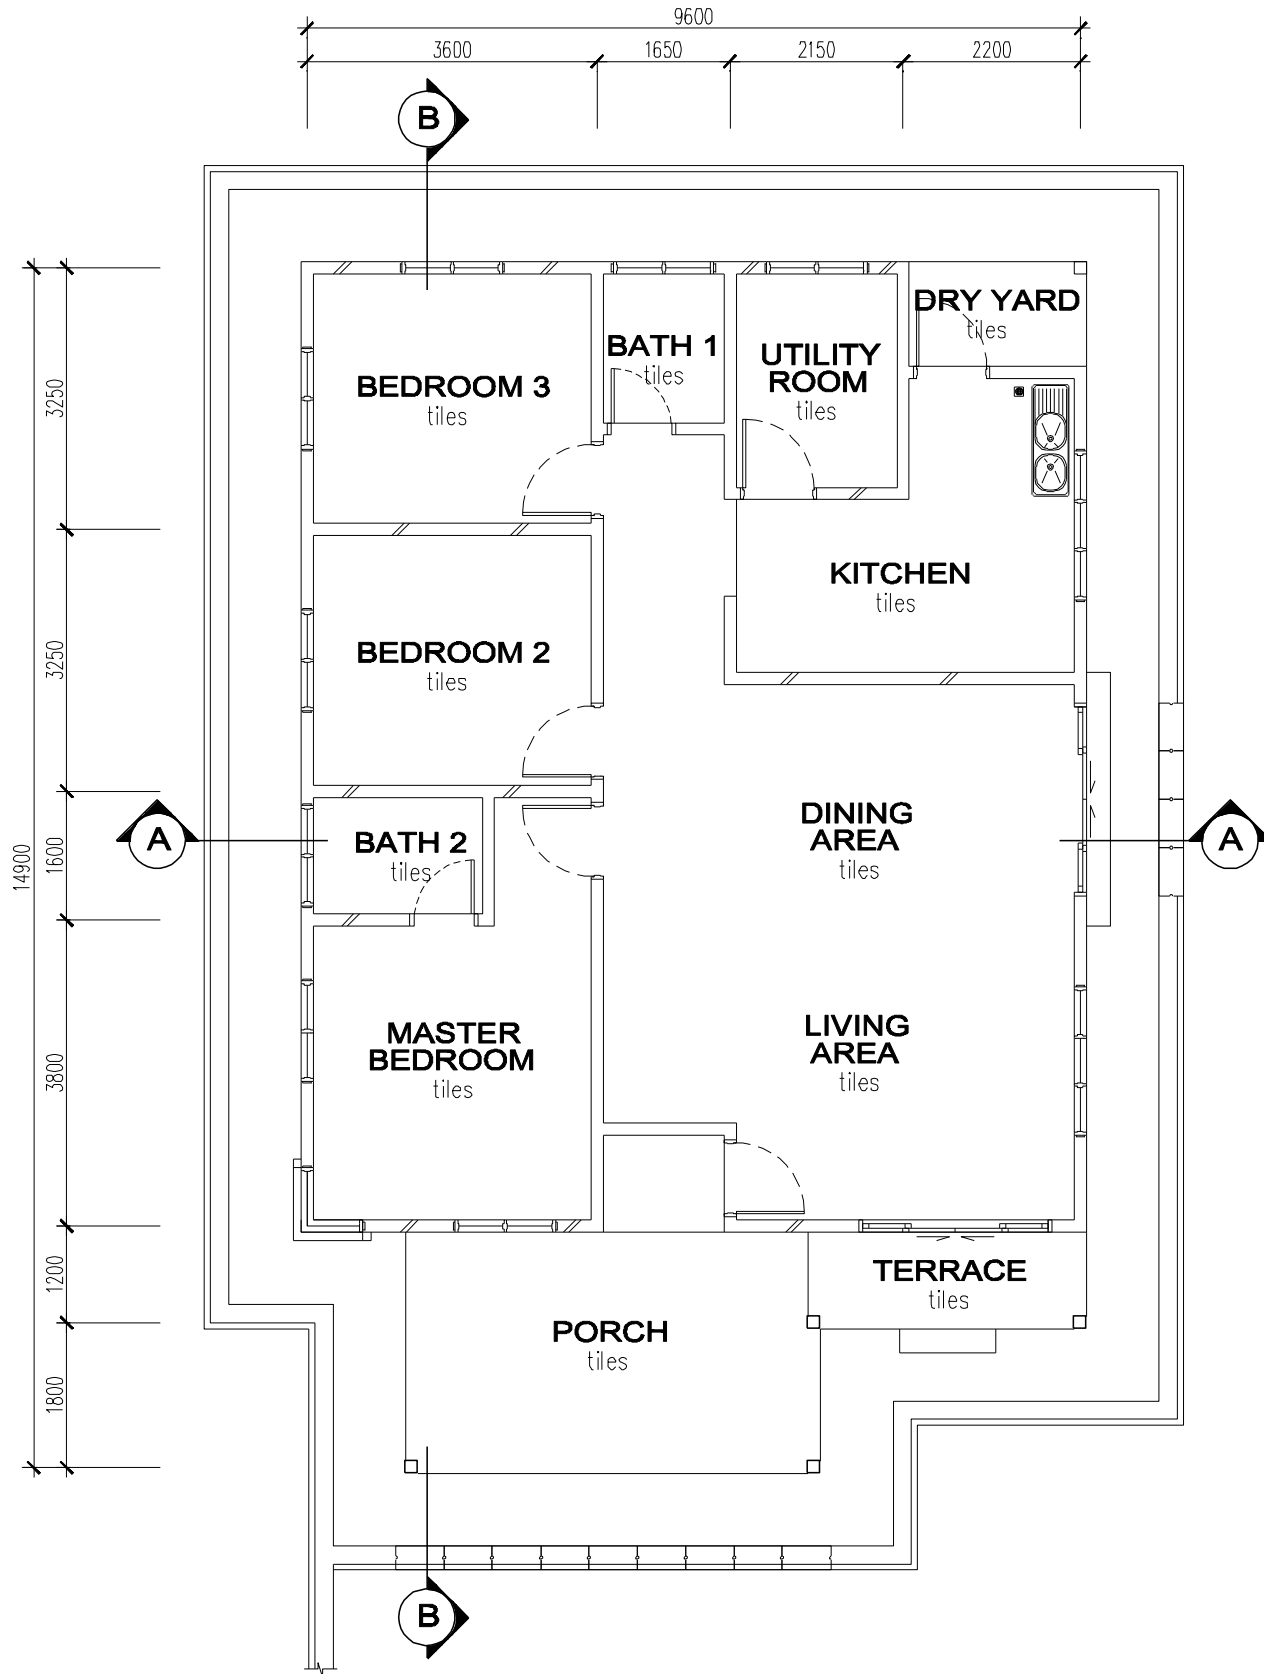 9600
3600
1650
2150
2200
B
DRY YARD
tiles
BATH 1
tiles
UTILITY
ROOM
tiles
BEDROOM 3
tiles
3250
KITCHEN
tiles
BEDROOM 2
tiles
3250
DINING
AREA
tiles
A
BATH 2
tiles
A
1600
14900
LIVING
AREA
tiles
MASTER
BEDROOM
tiles
3800
TERRACE
tiles
1200
PORCH
tiles
1800
B